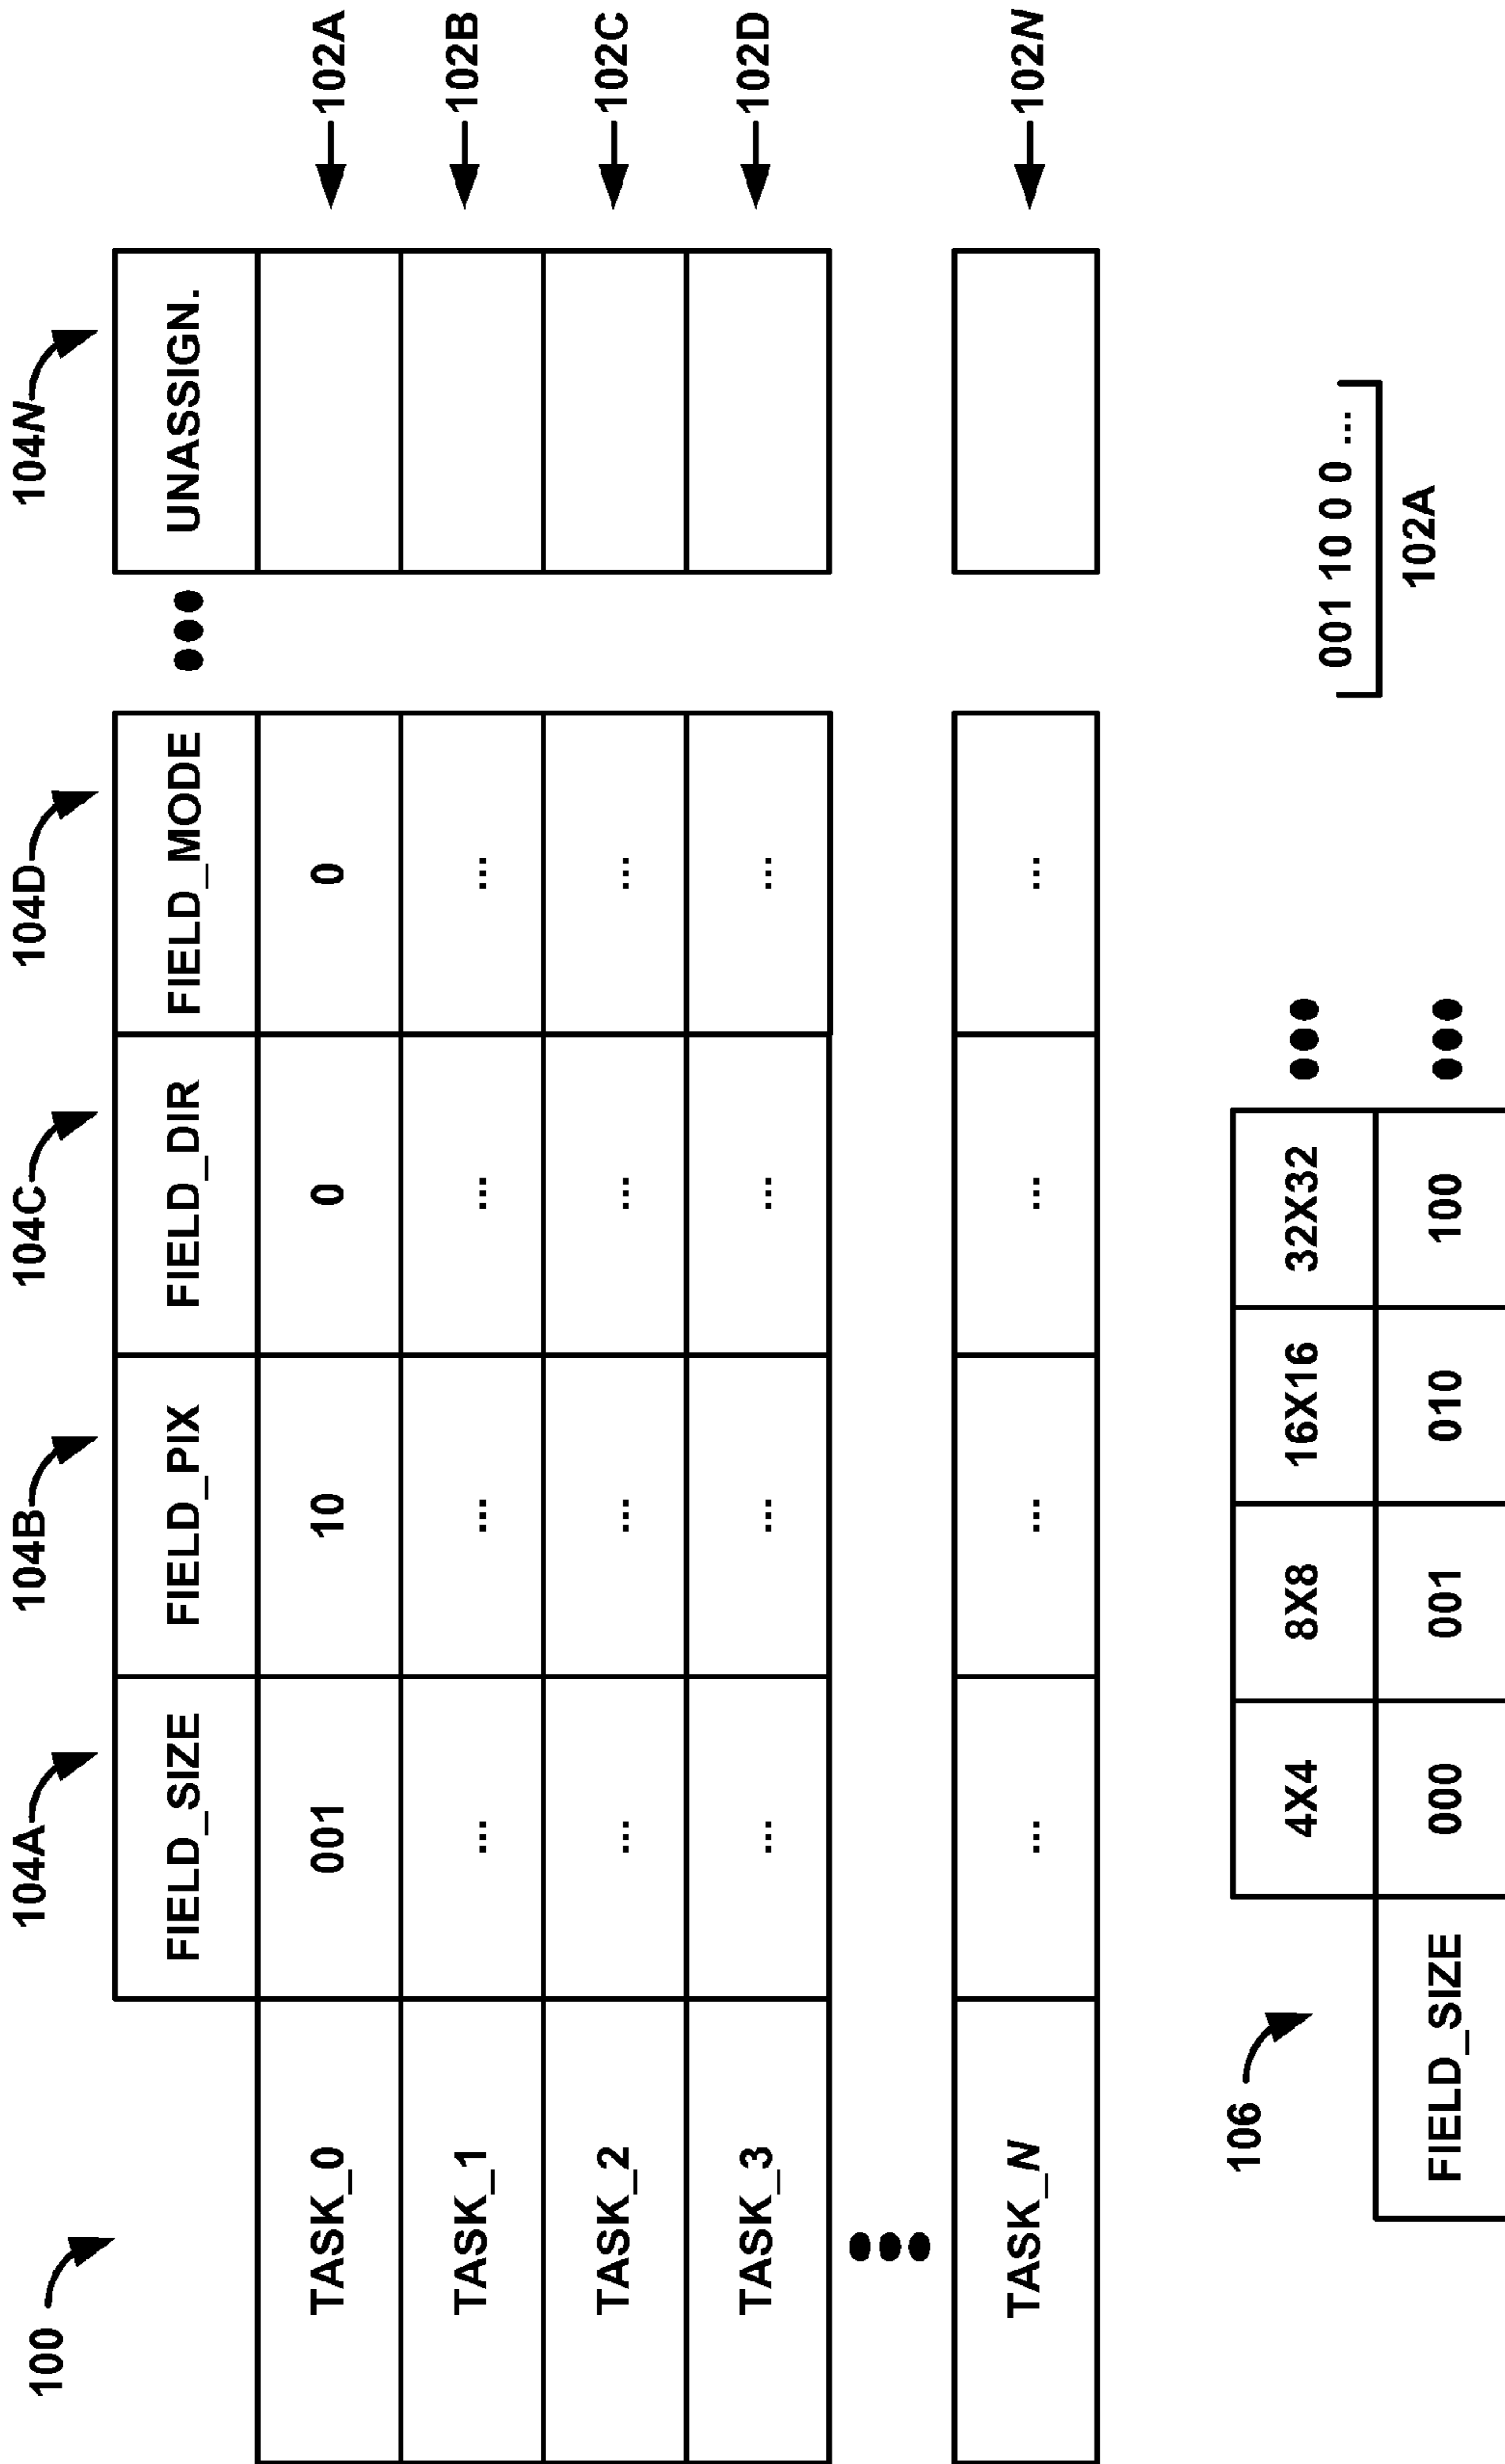 100
104A 104B 104C 104D 104N
FIELD_SIZE FIELD_PIX FIELD_DIR FIELD_MODE ●●● UNASSIGN.
TASK_0 001 10 0 0 102A
TASK_1 ... ... ... ... 102B
TASK_2 ... ... ... ... 102C
TASK_3 ... ... ... ... 102D
●●●
TASK_N ... ... ... ... 102N
106
4X4 8X8 16X16 32X32 ●●●
FIELD_SIZE 000 001 010 100 ●●●
001 10 0 0 ...
102A